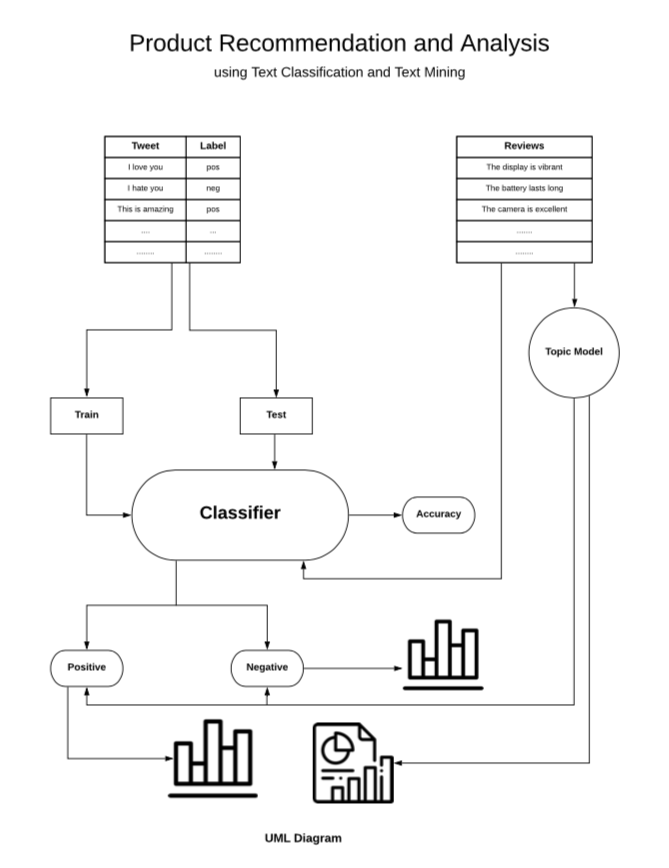 Product Recommendation and Analysis
using Text Classification and Text Mining
Tweet Label
I love you pos
I hate you neg
This is amazing pos
.... ...
........ ........
Reviews
The display is vibrant
The battery lasts long
The camera is excellent
.......
........
Topic Model
Train
Test
Classifier
Accuracy
Positive
Negative
UML Diagram